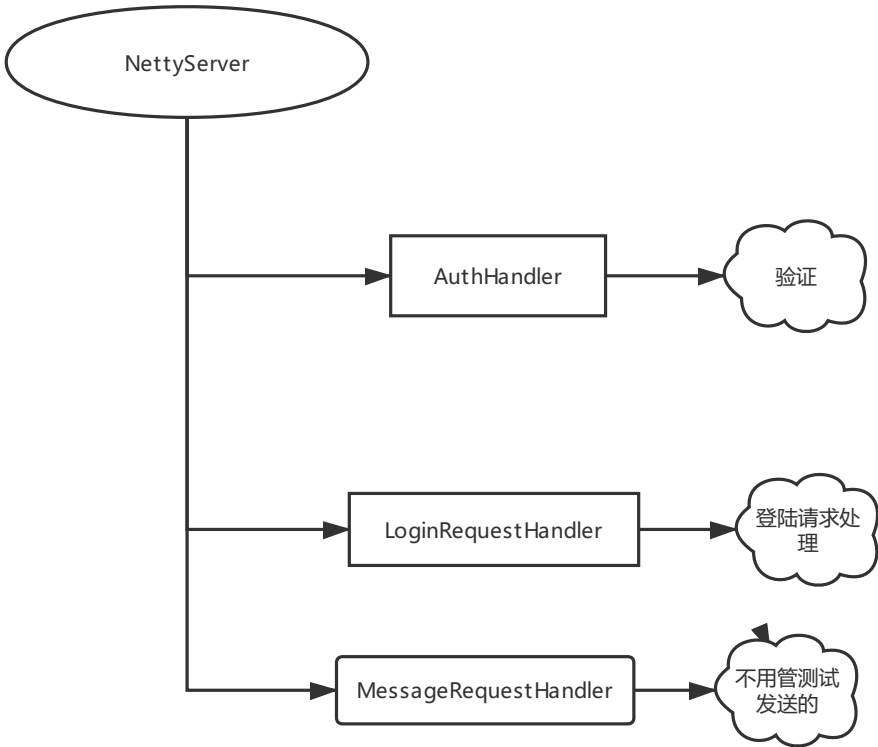 NettyServer
AuthHandler
验证
LoginRequestHandler
登陆请求处
理
MessageRequestHandler
不用管测试
发送的